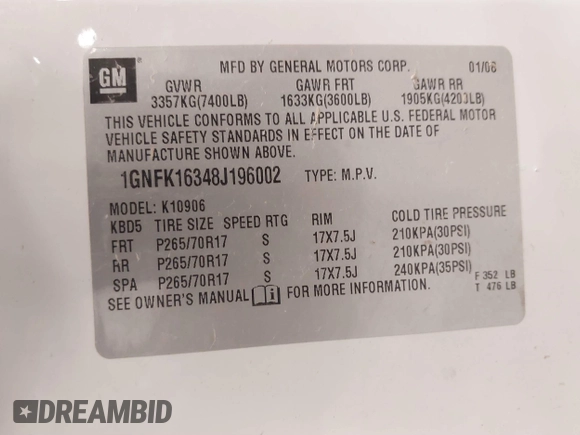 GM
MFD BY GENERAL MOTORS CORP. 01/08
GVWR GAWR FRT GAWR RR
3357KG(7400LB) 1633KG(3600LB) 1905KG(4200LB)
THIS VEHICLE CONFORMS TO ALL APPLICABLE U.S. FEDERAL MOTOR
VEHICLE SAFETY STANDARDS IN EFFECT ON THE DATE OF
MANUFACTURE SHOWN ABOVE.
1GNFK16348J196002 TYPE: M.P.V.
MODEL: K10906
KBD5 TIRE SIZE SPEED RTG RIM COLD TIRE PRESSURE
FRT P265/70R17 S 17X7.5J 210KPA(30PSI)
RR P265/70R17 S 17X7.5J 210KPA(30PSI)
SPA P265/70R17 S 17X7.5J 240KPA(35PSI)
F 352 LB
T 476 LB
SEE OWNER'S MANUAL i FOR MORE INFORMATION.
DREAMBID